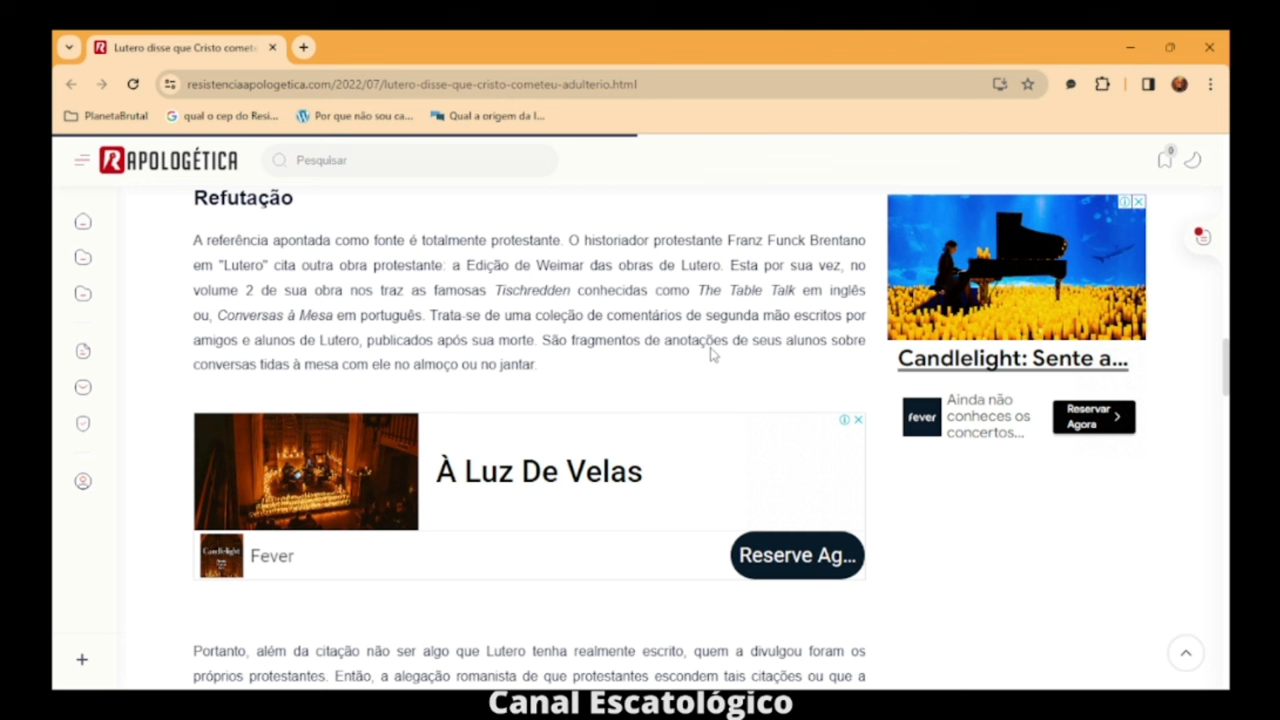 Lutero disse que Cristo comete
resistenciaapologetica.com/2022/07/lutero-disse-que-cristo-cometeu-adulterio.html
PlanetaBrutal
qual o cep do Resi...
Por que não sou ca...
Qual a origem da I...
R APOLOGÉTICA
Pesquisar
0
Refutação
A referência apontada como fonte é totalmente protestante. O historiador protestante Franz Funck Brentano
em "Lutero" cita outra obra protestante: a Edição de Weimar das obras de Lutero. Esta por sua vez, no
volume 2 de sua obra nos traz as famosas Tischredden conhecidas como The Table Talk em inglês
ou, Conversas à Mesa em português. Trata-se de uma coleção de comentários de segunda mão escritos por
amigos e alunos de Lutero, publicados após sua morte. São fragmentos de anotações de seus alunos sobre
conversas tidas à mesa com ele no almoço ou no jantar.
Candlelight: Sente a...
fever
Ainda não
conheces os
concertos...
Reservar
Agora
À Luz De Velas
Candlelight
Fever
Reserve Ag...
Portanto, além da citação não ser algo que Lutero tenha realmente escrito, quem a divulgou foram os
próprios protestantes. Então, a alegação romanista de que protestantes escondem tais citações ou que a
Canal Escatológico